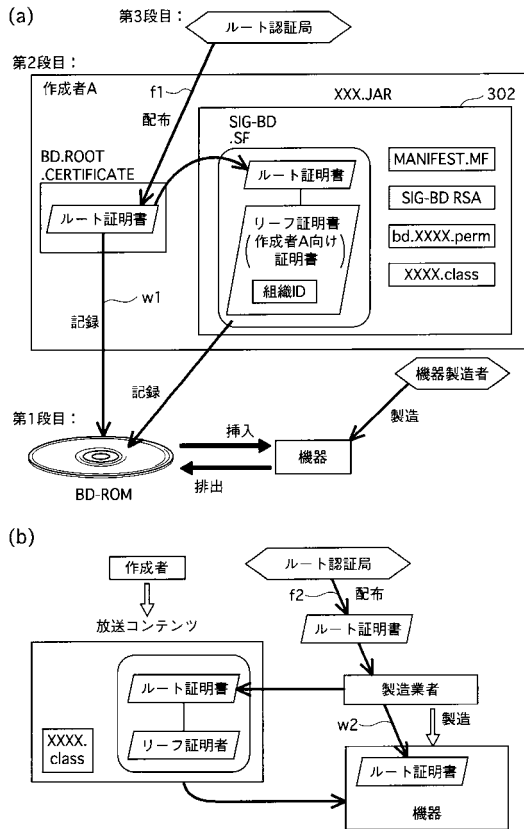 (a)
第3段目：
ルート認証局
第2段目：
作成者A
f1
配布
XXX.JAR
302
BD.ROOT
.CERTIFICATE
ルート証明書
SIG-BD
.SF
ルート証明書
リーフ証明書
(作成者A向け
証明書)
組織ID
MANIFEST.MF
SIG-BD RSA
bd.XXXX.perm
XXXX.class
w1
記録
記録
機器製造者
製造
第1段目：
挿入
機器
排出
BD-ROM
(b)
作成者
ルート認証局
f2
配布
放送コンテンツ
ルート証明書
ルート証明書
製造業者
XXXX.
class
リーフ証明者
w2
製造
ルート証明書
機器